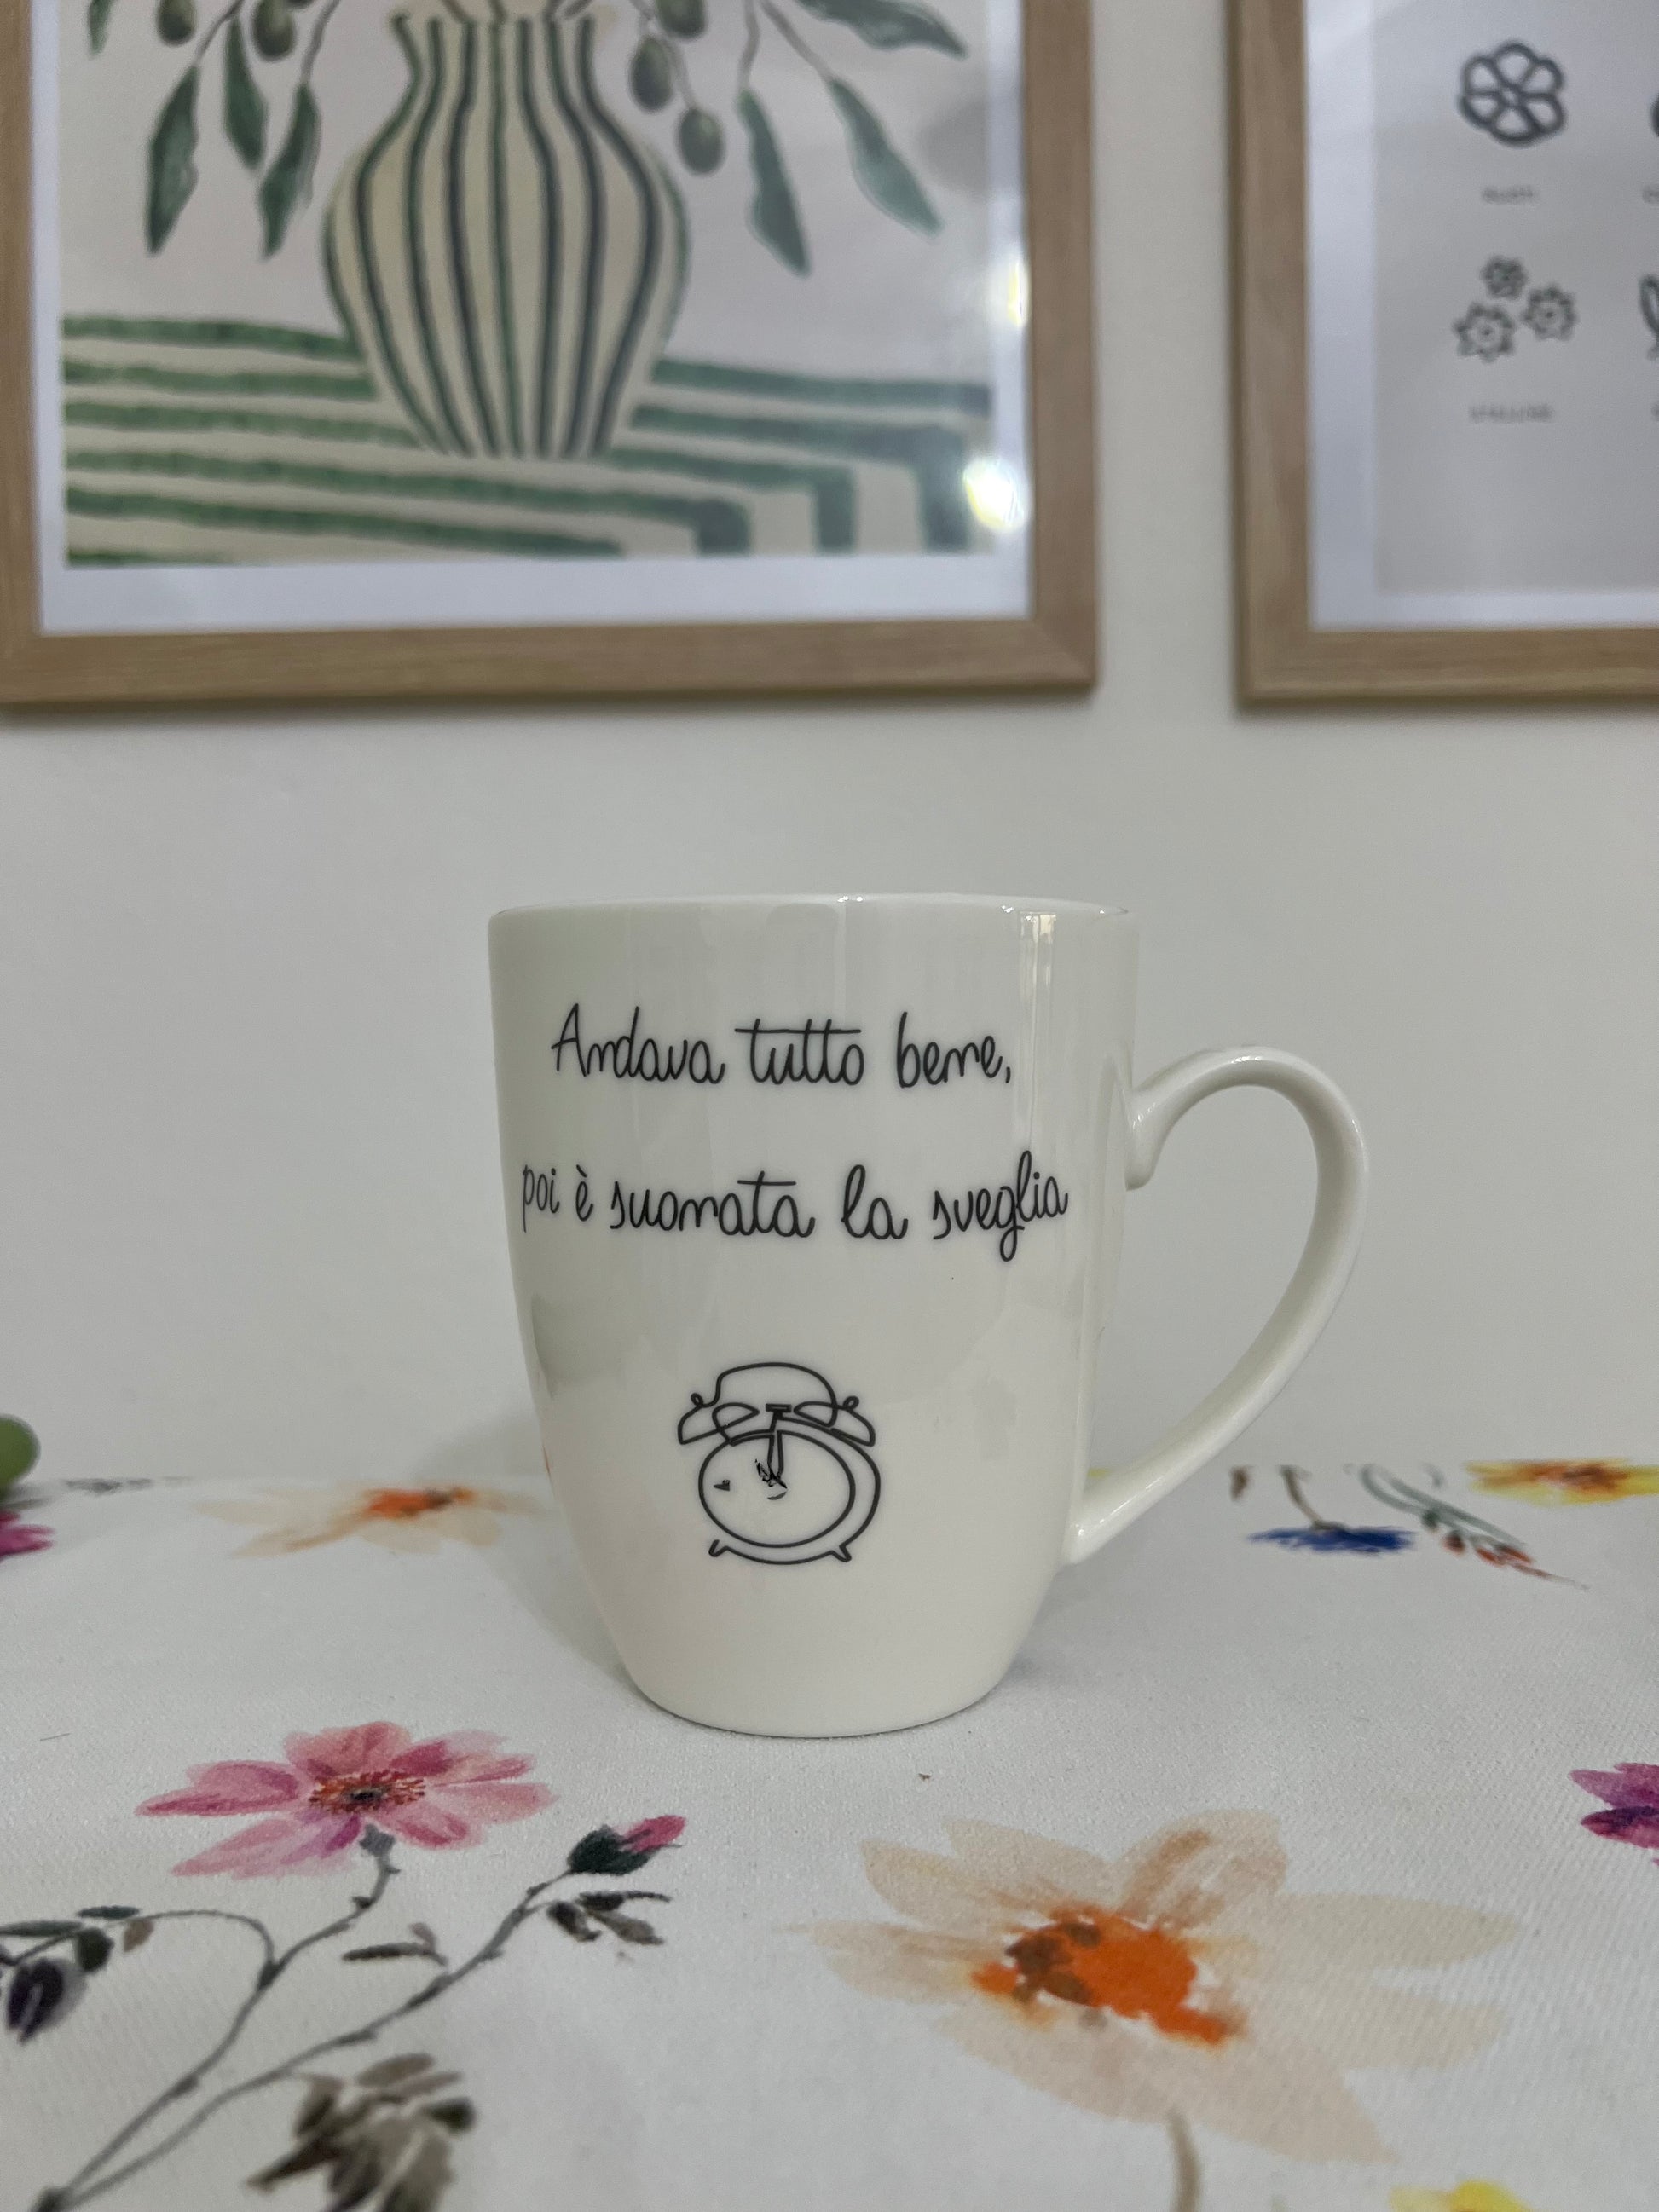 Andava tutto bene,
poi è suonata la sveglia